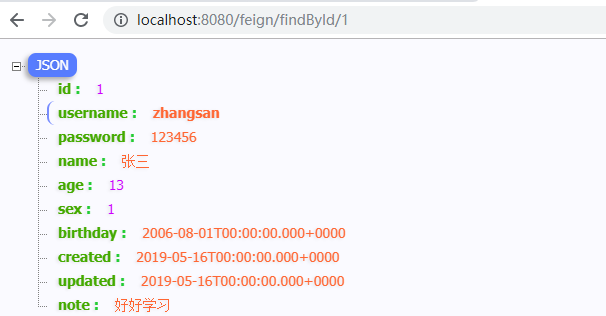 localhost:8080/feign/findById/1
JSON
id : 1
username : zhangsan
password : 123456
name : 张三
age : 13
sex : 1
birthday : 2006-08-01T00:00:00.000+0000
created : 2019-05-16T00:00:00.000+0000
updated : 2019-05-16T00:00:00.000+0000
note : 好好学习